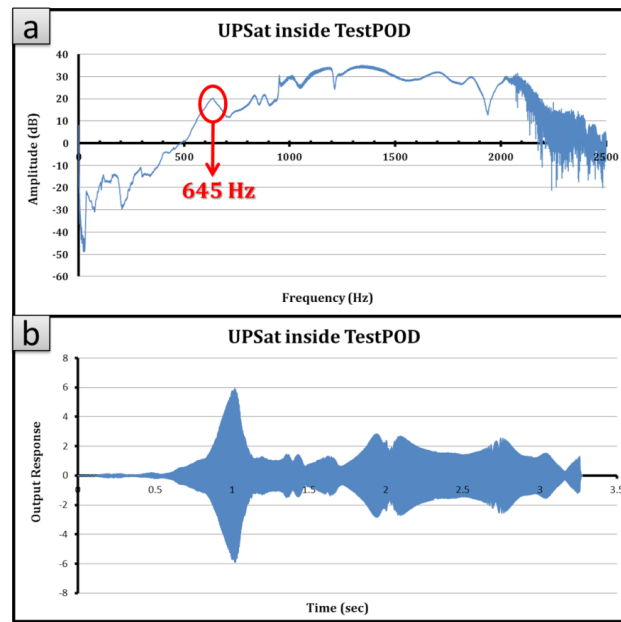 a
UPSat inside TestPOD
40
30
20
10
0
-10
-20
-30
-40
-50
-60
0 500 1000 1500 2000 2500
Amplitude (dB)
645 Hz
Frequency (Hz)
b
UPSat inside TestPOD
8
6
4
2
0
-2
-4
-6
-8
0 0.5 1 1.5 2 2.5 3 3.5
Output Response
Time (sec)